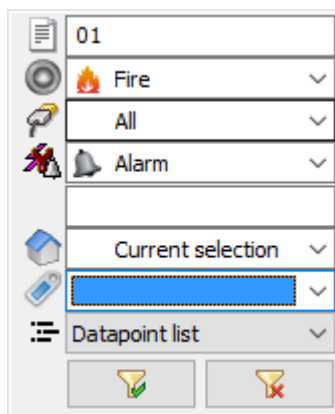 01
Fire
All
Alarm
Current selection
Datapoint list